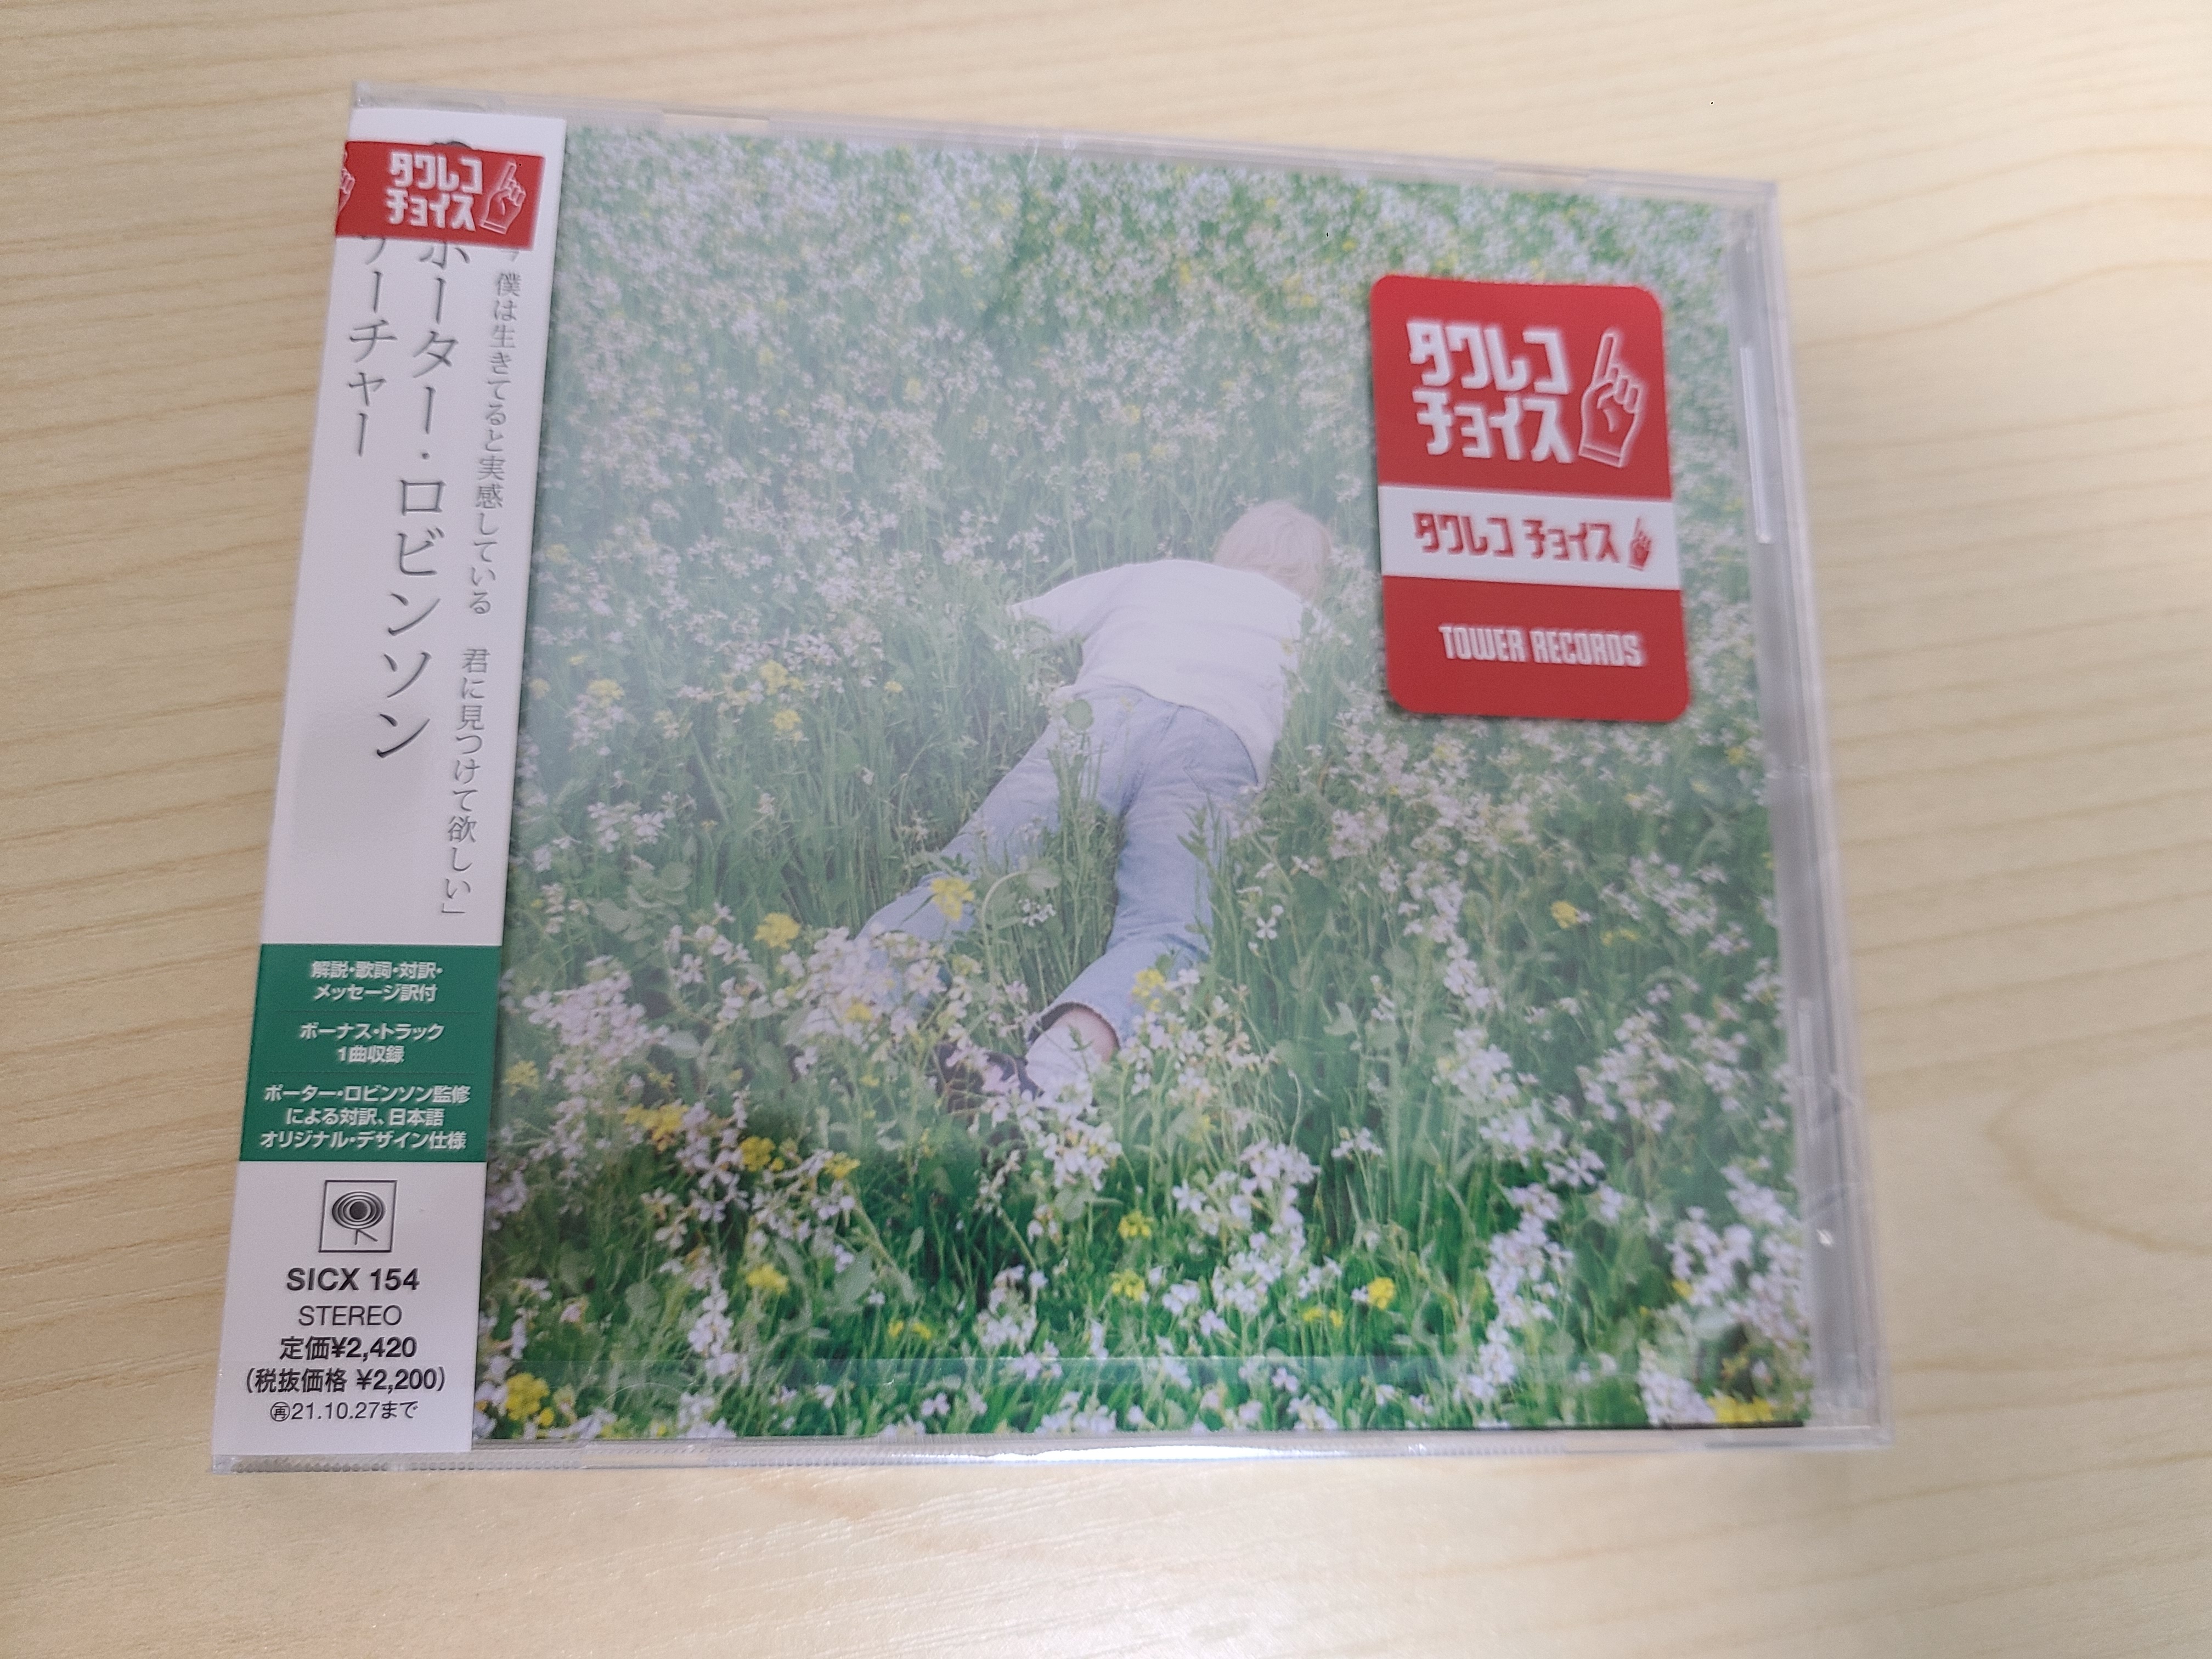 タワレコ
チョイス
ポーター・ロビンソン
ーチャー
僕は生きてると実感している 君に見つけて欲しい」
解説・歌詞・対訳・
メッセージ訳付
ボーナス・トラック
1曲収録
ポーター・ロビンソン監修
による対訳、日本語
オリジナル・デザイン仕様
SICX 154
STEREO
定価¥2,420
(税抜価格 ¥2,200)
㊢21.10.27まで
タワレコ
チョイス
タワレコ チョイス
TOWER RECORDS